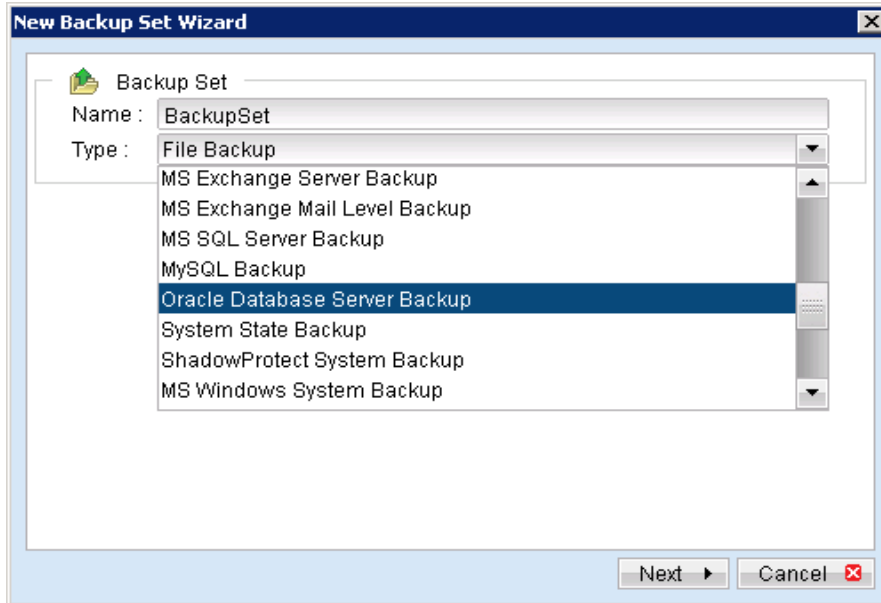 New Backup Set Wizard
Backup Set
Name : BackupSet
Type : File Backup
MS Exchange Server Backup
MS Exchange Mail Level Backup
MS SQL Server Backup
MySQL Backup
Oracle Database Server Backup
System State Backup
ShadowProtect System Backup
MS Windows System Backup
Next Cancel